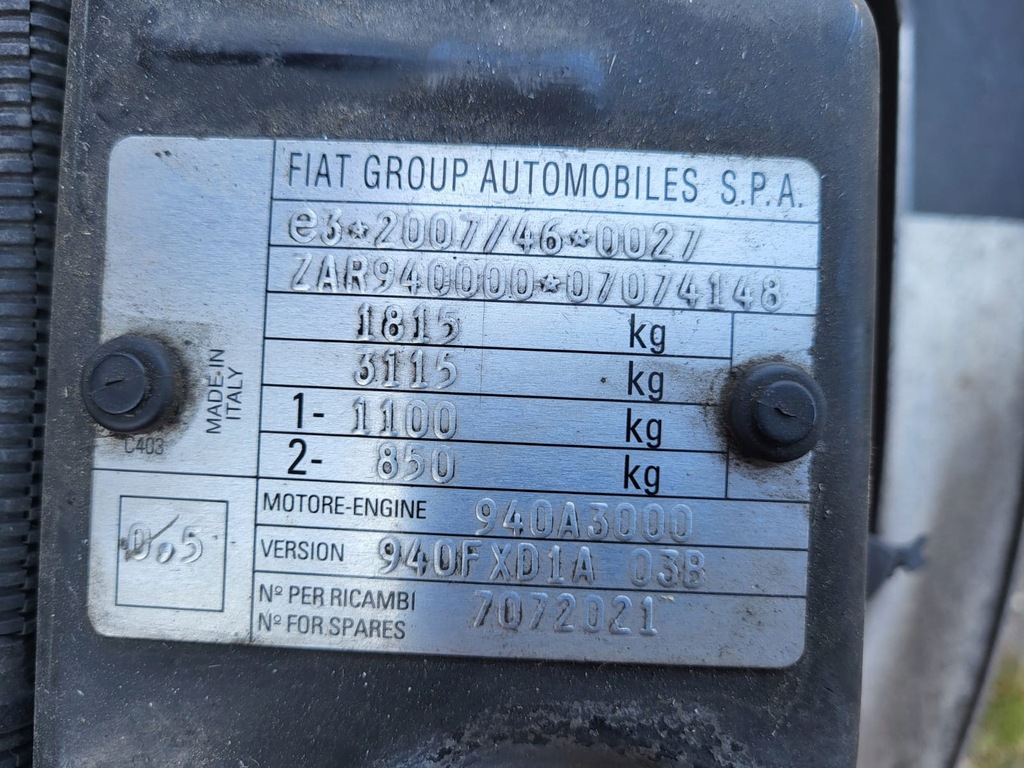 FIAT GROUP AUTOMOBILES S.P.A.
e3*2007/46*0027
ZAR940000*07074148
1815 kg
3115 kg
1- 1100 kg
2- 850 kg
MADE IN
ITALY
C403
0.5
MOTORE-ENGINE 940A3000
VERSION 940FXD1A 03B
Nº PER RICAMBI
Nº FOR SPARES
7072021